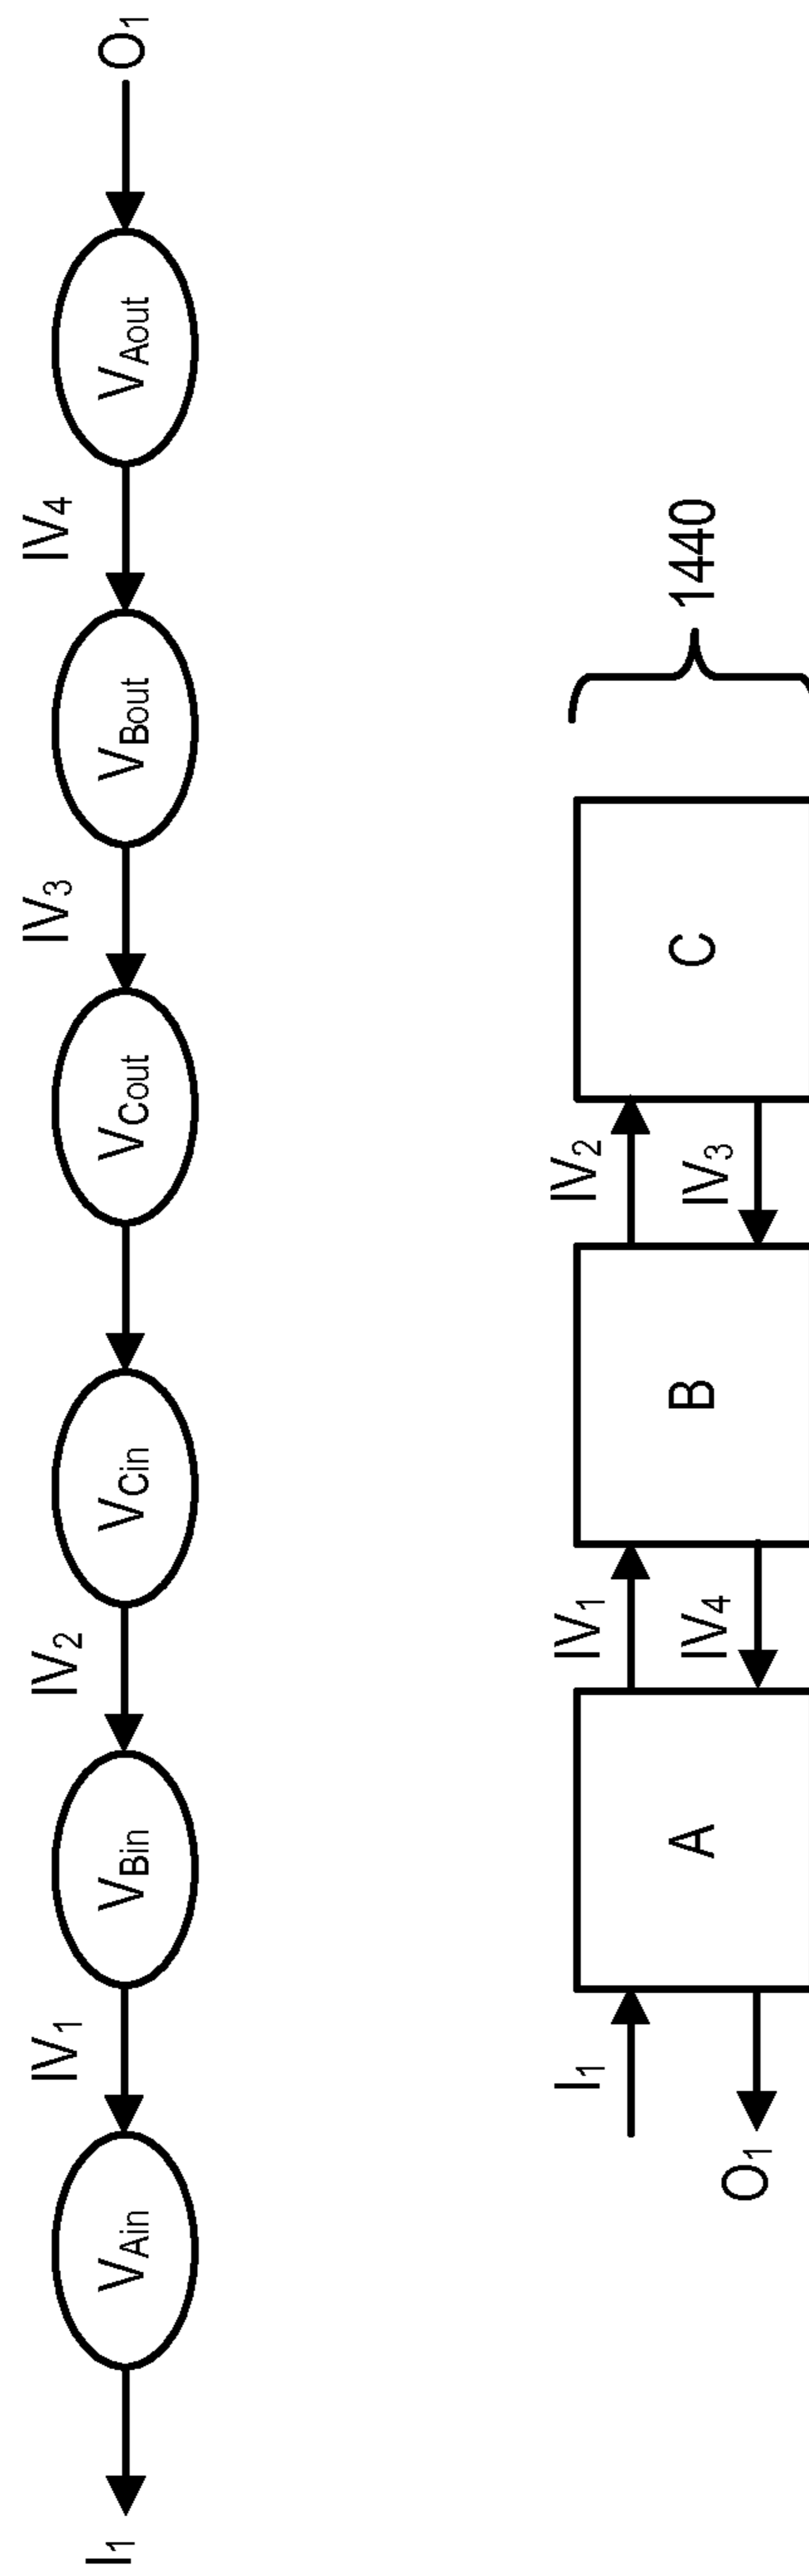 I1
VAin
IV1
VBin
IV2
VCin
VCout
IV3
VBout
IV4
VAout
O1
I1
O1
A
IV1
IV4
B
IV2
IV3
C
1440